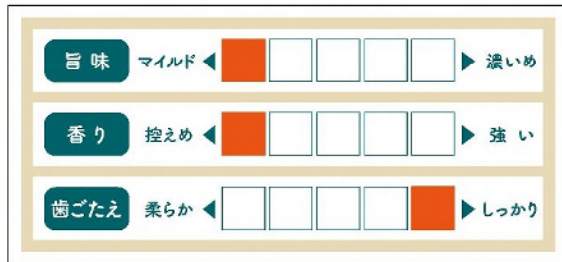 旨味 マイルド ◀ ▶ 濃いめ
香り 控えめ ◀ ▶ 強い
歯ごたえ 柔らか ◀ ▶ しっかり